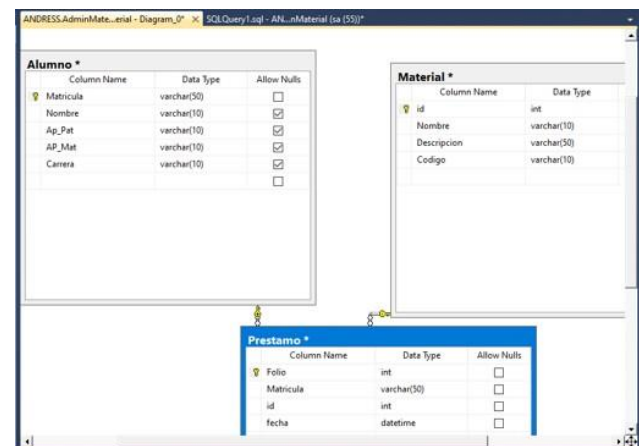 ANDRESS.AdminMate...erial - Diagram_0* X SQLQuery1.sql - AN...nMaterial (sa (55))*
Alumno *
Column Name Data Type Allow Nulls
Matricula varchar(50)
Nombre varchar(10)
Ap_Pat varchar(10)
AP_Mat varchar(10)
Carrera varchar(10)
Material *
Column Name Data Type
id int
Nombre varchar(10)
Descripcion varchar(50)
Codigo varchar(10)
Prestamo *
Column Name Data Type Allow Nulls
Folio int
Matricula varchar(50)
id int
fecha datetime